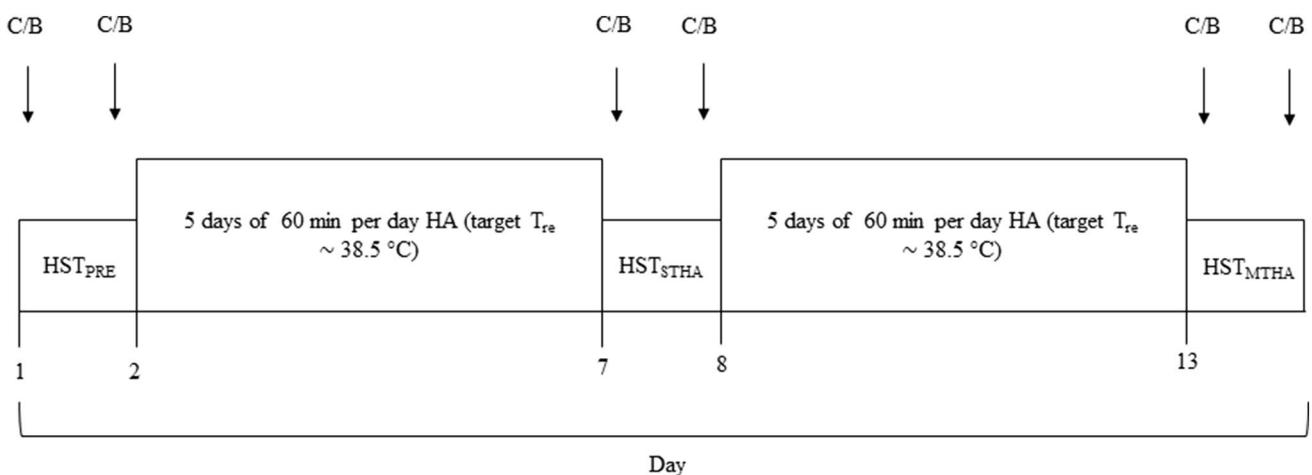 C/B C/B C/B C/B C/B C/B
5 days of 60 min per day HA (target Tre
~ 38.5 °C)
5 days of 60 min per day HA (target Tre
~ 38.5 °C)
HSTPRE
HSTSTHA
HSTMTHA
1 2 7 8 13
Day